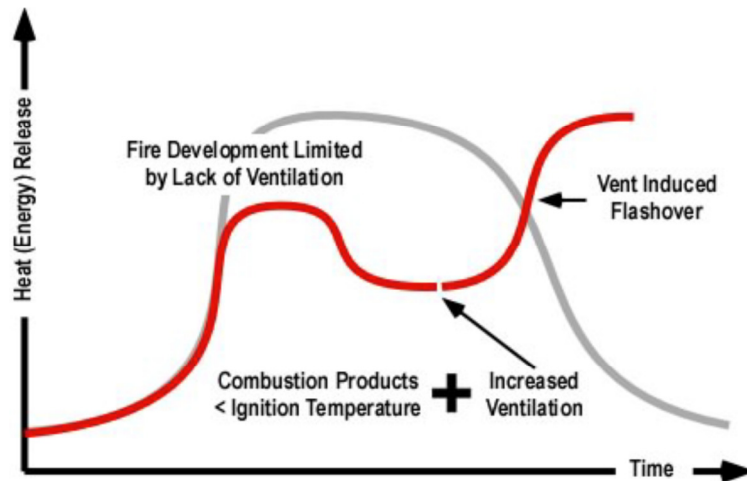 Heat (Energy) Release
Fire Development Limited
by Lack of Ventilation
Vent Induced
Flashover
Combustion Products
< Ignition Temperature
+
Increased
Ventilation
Time